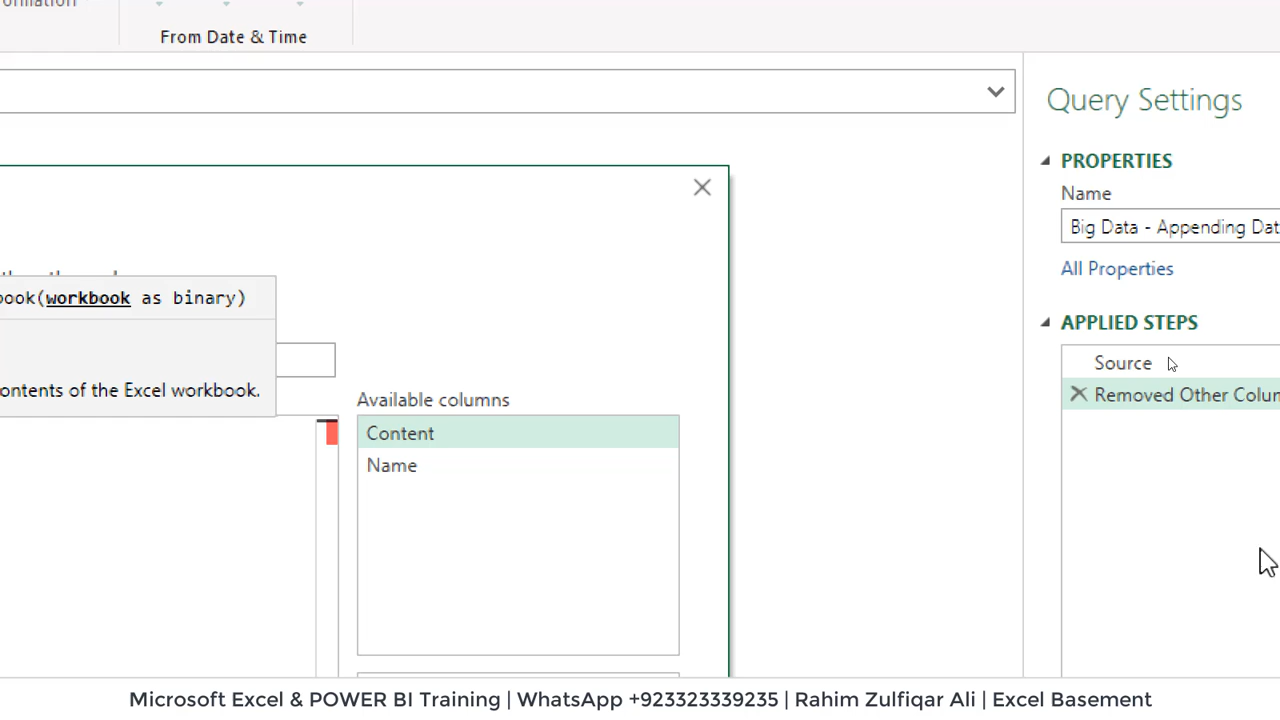 From Date & Time
Query Settings
PROPERTIES
Name
Big Data - Appending Dat
All Properties
book(workbook as binary)
APPLIED STEPS
Source
ontents of the Excel workbook.
Removed Other Colum
Available columns
Content
Name
Microsoft Excel & POWER BI Training | WhatsApp +923323339235 | Rahim Zulfiqar Ali | Excel Basement